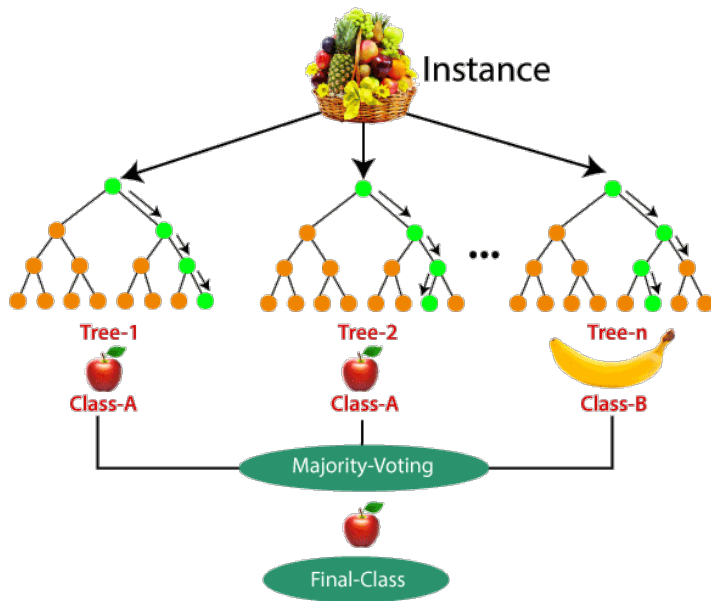 Instance
Tree-1
Tree-2
Tree-n
Class-A
Class-A
Class-B
Majority-Voting
Final-Class